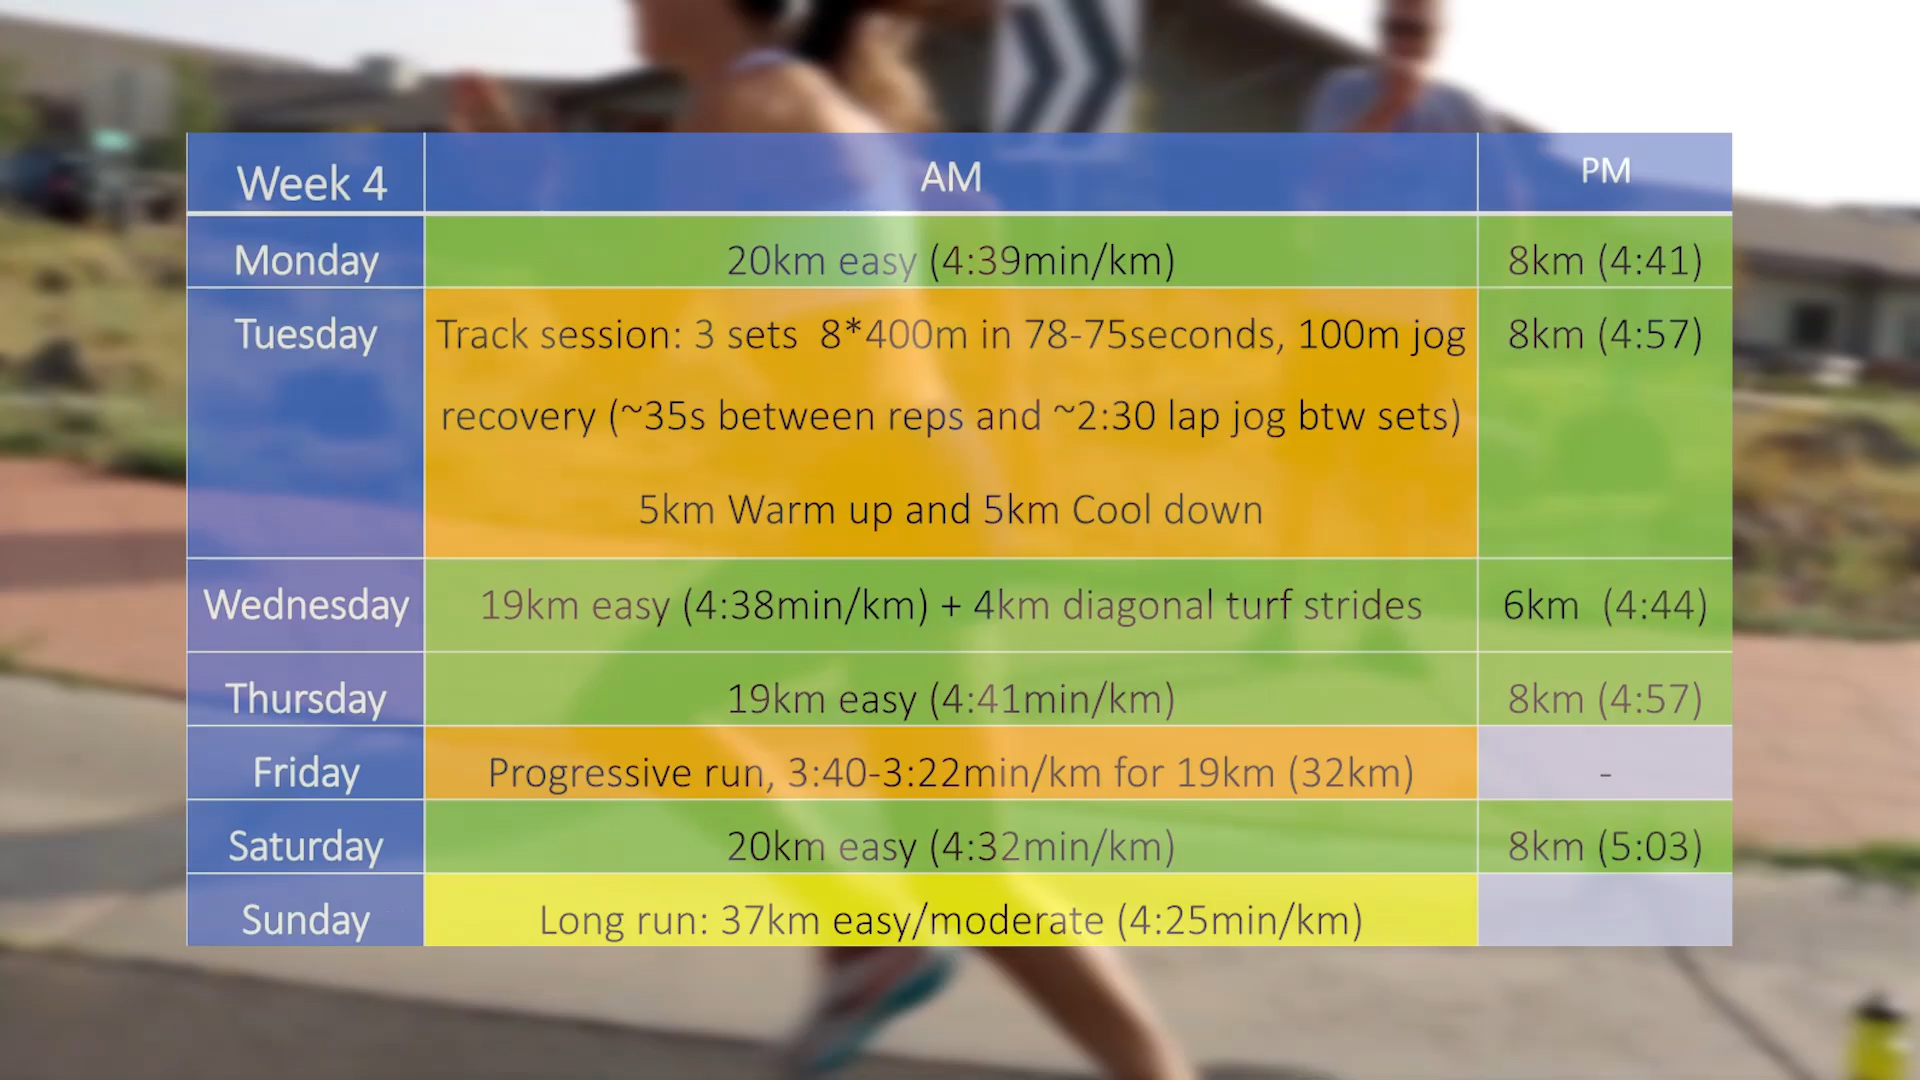 Week 4 AM PM
Monday 20km easy (4:39min/km) 8km (4:41)
Tuesday Track session: 3 sets 8*400m in 78-75seconds, 100m jog 8km (4:57)
recovery (~35s between reps and ~2:30 lap jog btw sets)
5km Warm up and 5km Cool down
Wednesday 19km easy (4:38min/km) + 4km diagonal turf strides 6km (4:44)
Thursday 19km easy (4:41min/km) 8km (4:57)
Friday Progressive run, 3:40-3:22min/km for 19km (32km) -
Saturday 20km easy (4:32min/km) 8km (5:03)
Sunday Long run: 37km easy/moderate (4:25min/km)